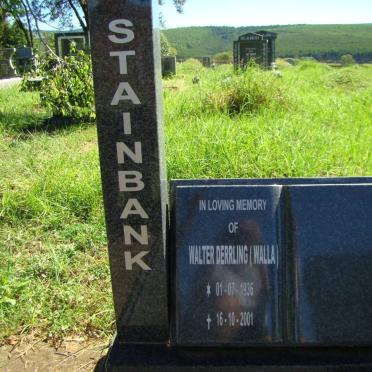 STAINBANK
IN LOVING MEMORY
OF
WALTER DERRLING (WALLA)
* 01 - 07 - 1936
† 16 - 10 - 2001